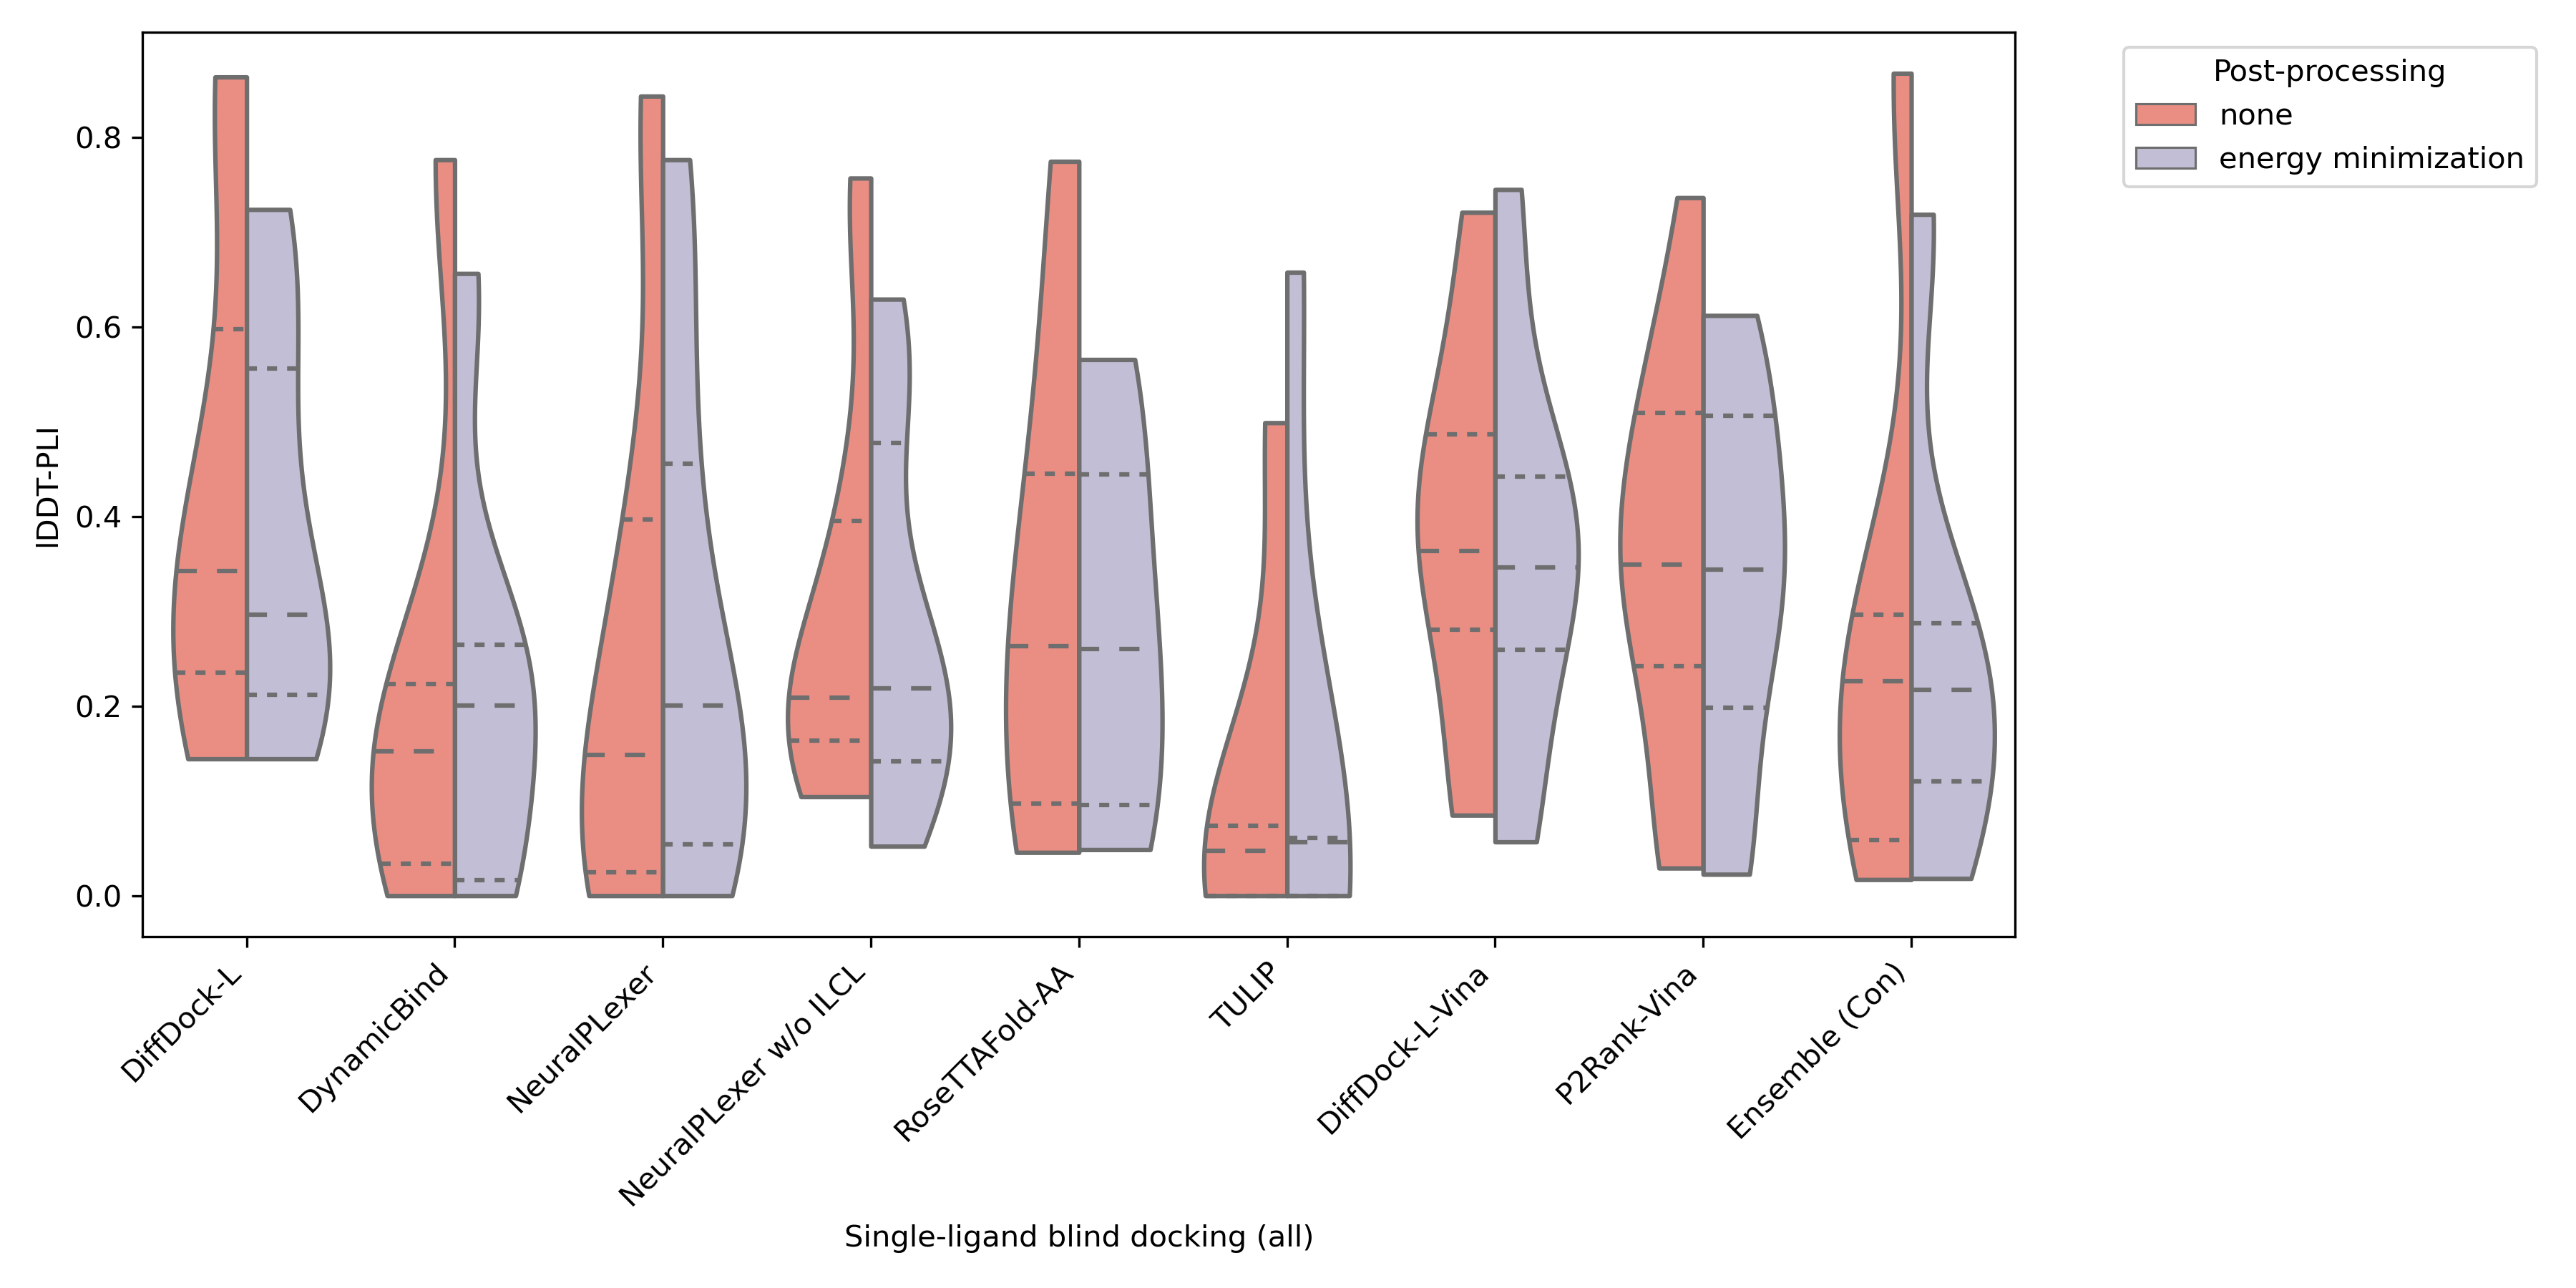 Post-processing
none
energy minimization
0.8
0.6
0.4
0.2
0.0
lDDT-PLI
DiffDock-L
DynamicBind
NeuralPLexer
NeuralPLexer w/o ILCL
RoseTTAFold-AA
TULIP
DiffDock-L-Vina
P2Rank-Vina
Ensemble (Con)
Single-ligand blind docking (all)